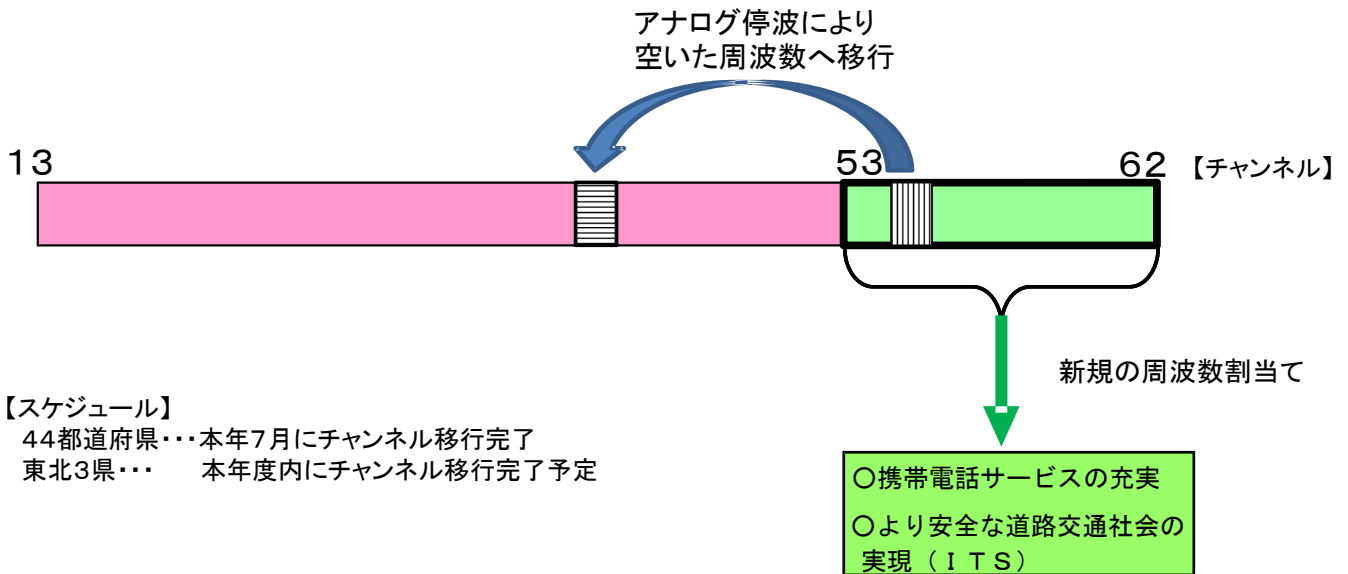 アナログ停波により
空いた周波数へ移行
13
53
62
【チャンネル】
新規の周波数割当て
【スケジュール】
44都道府県・・・本年7月にチャンネル移行完了
東北3県・・・　本年度内にチャンネル移行完了予定
○携帯電話サービスの充実
○より安全な道路交通社会の
実現(ITS)